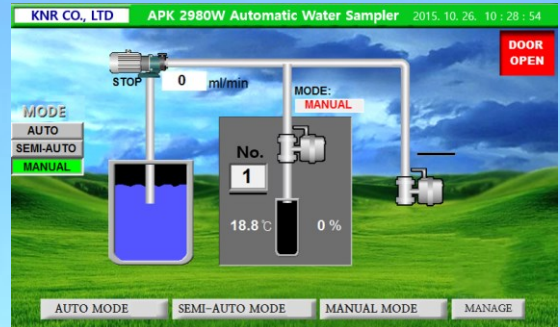 KNR CO., LTD APK 2980W Automatic Water Sampler 2015. 10. 26. 10 : 28 : 54
DOOR
OPEN
STOP 0 ml/min
MODE:
MANUAL
MODE
AUTO
SEMI-AUTO
MANUAL
No.
1
18.8℃ 0 %
AUTO MODE SEMI-AUTO MODE MANUAL MODE MANAGE